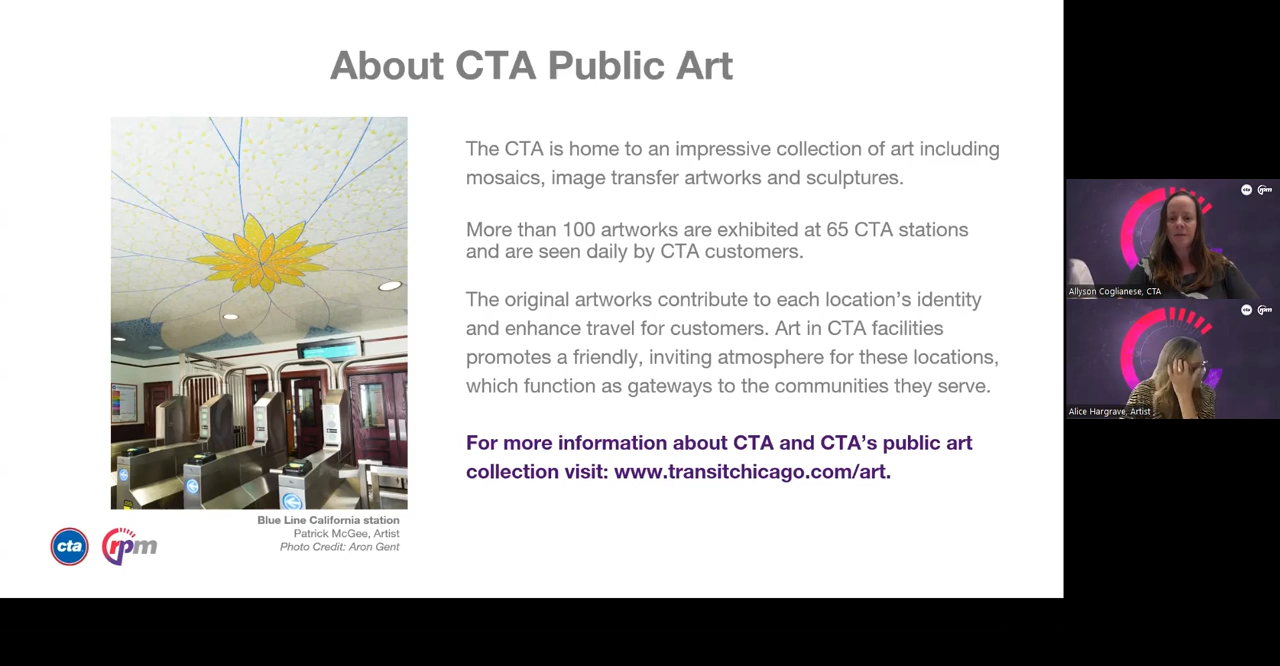 About CTA Public Art
The CTA is home to an impressive collection of art including
mosaics, image transfer artworks and sculptures.
More than 100 artworks are exhibited at 65 CTA stations
and are seen daily by CTA customers.
The original artworks contribute to each location’s identity
and enhance travel for customers. Art in CTA facilities
promotes a friendly, inviting atmosphere for these locations,
which function as gateways to the communities they serve.
For more information about CTA and CTA’s public art
collection visit: www.transitchicago.com/art.
Blue Line California station
Patrick McGee, Artist
Photo Credit: Aron Gent
cta
rpm
cta rpm
Allyson Coglianese, CTA
cta rpm
Alice Hargrave, Artist